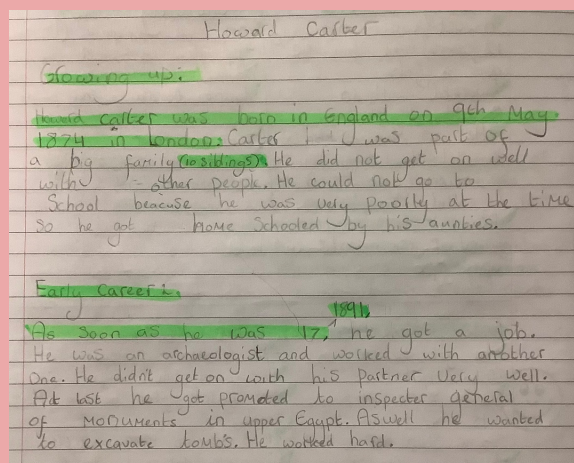 Howard Carter
Growing up:
Howard Carter was born in England on 9th May
1874 in London. Carter was part of
a big family (10 siblings). He did not get on well
with other people. He could not go to
School beacuse he was very poorly at the time
so he got home schooled by his aunties.
Early Career:
1891,
As soon as he was 17, he got a job.
He was an archaeologist and worked with another
one. He didn't get on with his partner very well.
At last he got promoted to inspecter general
of Monuments in upper Egypt. Aswell he wanted
to excavate tombs. He worked hard.